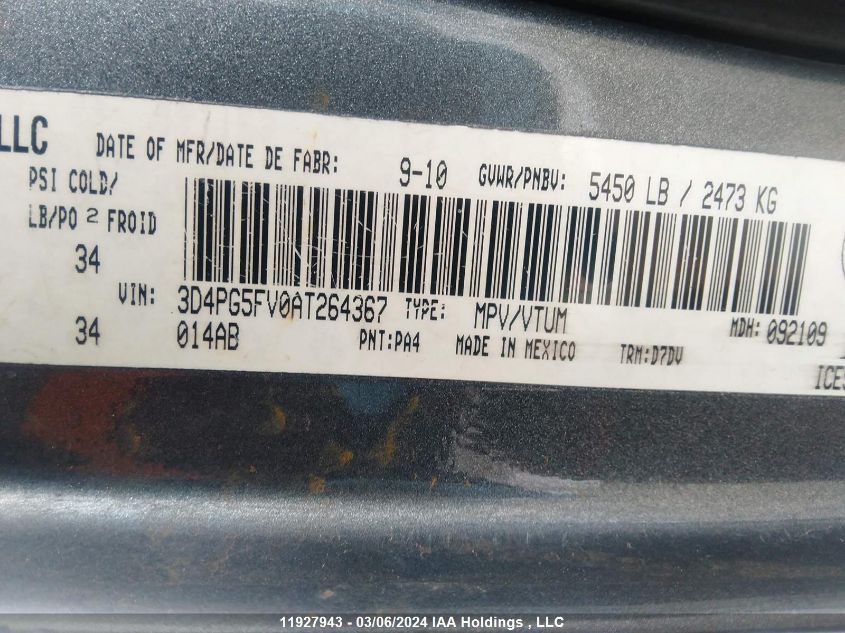 LLC DATE OF MFR/DATE DE FABR: 9-10 GVWR/PNBV: 5450 LB / 2473 KG
PSI COLD/
LB/PO 2 FROID
34
VIN: 3D4PG5FV0AT264367 TYPE: MPV/VTUM MDH: 092109
34 014AB PNT:PA4 MADE IN MEXICO TRM:D7DV
ICES
11927943 - 03/06/2024 IAA Holdings , LLC